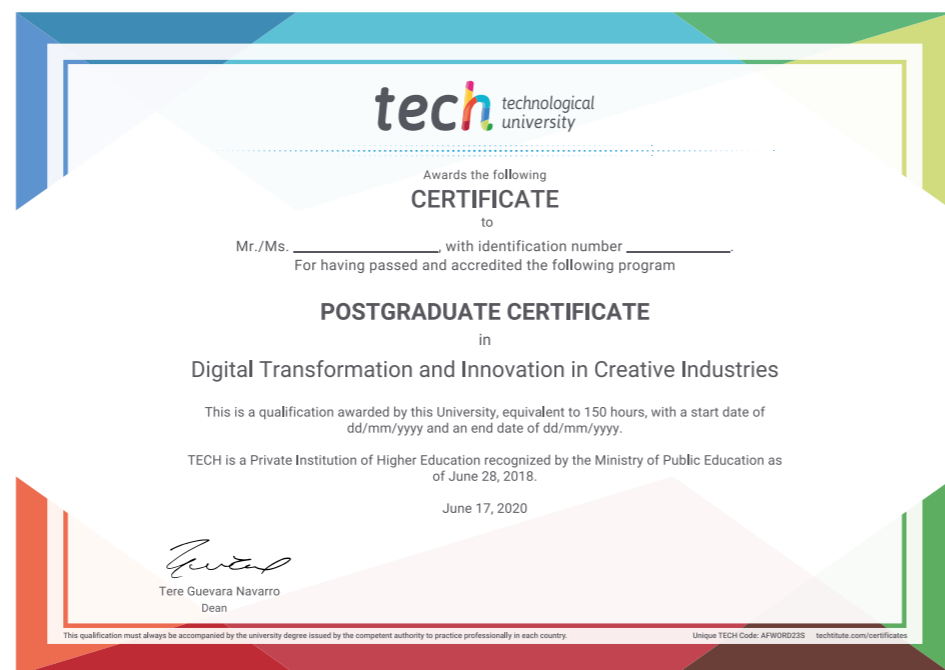 tech technological
university
Awards the following
CERTIFICATE
to
Mr./Ms. ____________________, with identification number ______________.
For having passed and accredited the following program
POSTGRADUATE CERTIFICATE
in
Digital Transformation and Innovation in Creative Industries
This is a qualification awarded by this University, equivalent to 150 hours, with a start date of
dd/mm/yyyy and an end date of dd/mm/yyyy.
TECH is a Private Institution of Higher Education recognized by the Ministry of Public Education as
of June 28, 2018.
June 17, 2020
Tere Guevara Navarro
Dean
This qualification must always be accompanied by the university degree issued by the competent authority to practice professionally in each country. Unique TECH Code: AFWORD23S techtitute.com/certificates